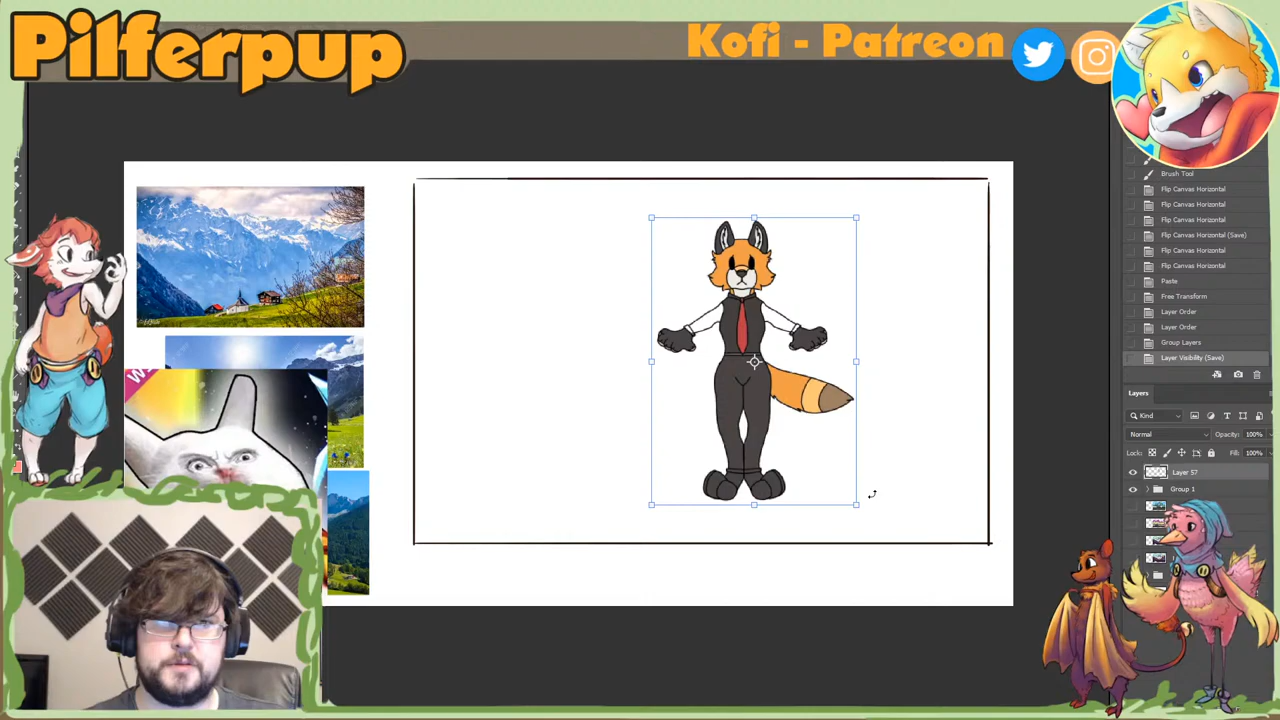 Pilferpup
Kofi - Patreon
Brush Tool
Flip Canvas Horizontal
Flip Canvas Horizontal
Flip Canvas Horizontal
Flip Canvas Horizontal (Save)
Flip Canvas Horizontal
Flip Canvas Horizontal
Paste
Free Transform
Layer Order
Layer Order
Group Layers
Layer Visibility (Save)
Layers
Kind
Normal
Opacity: 100%
Lock:
Fill: 100%
Layer 57
Group 1